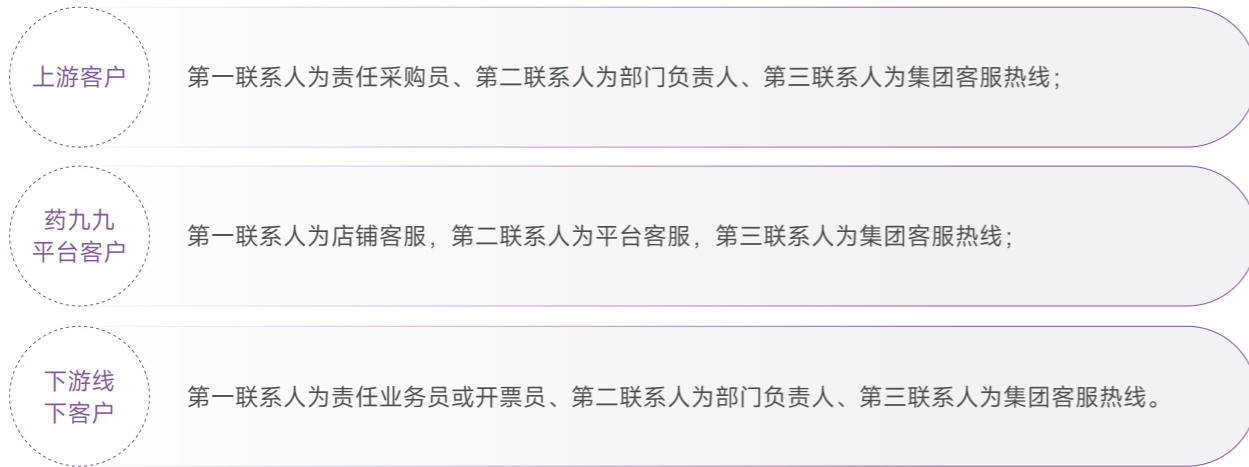 上游客户
第一联系人为责任采购员、第二联系人为部门负责人、第三联系人为集团客服热线；
药九九
平台客户
第一联系人为店铺客服，第二联系人为平台客服，第三联系人为集团客服热线；
下游线
下客户
第一联系人为责任业务员或开票员、第二联系人为部门负责人、第三联系人为集团客服热线。